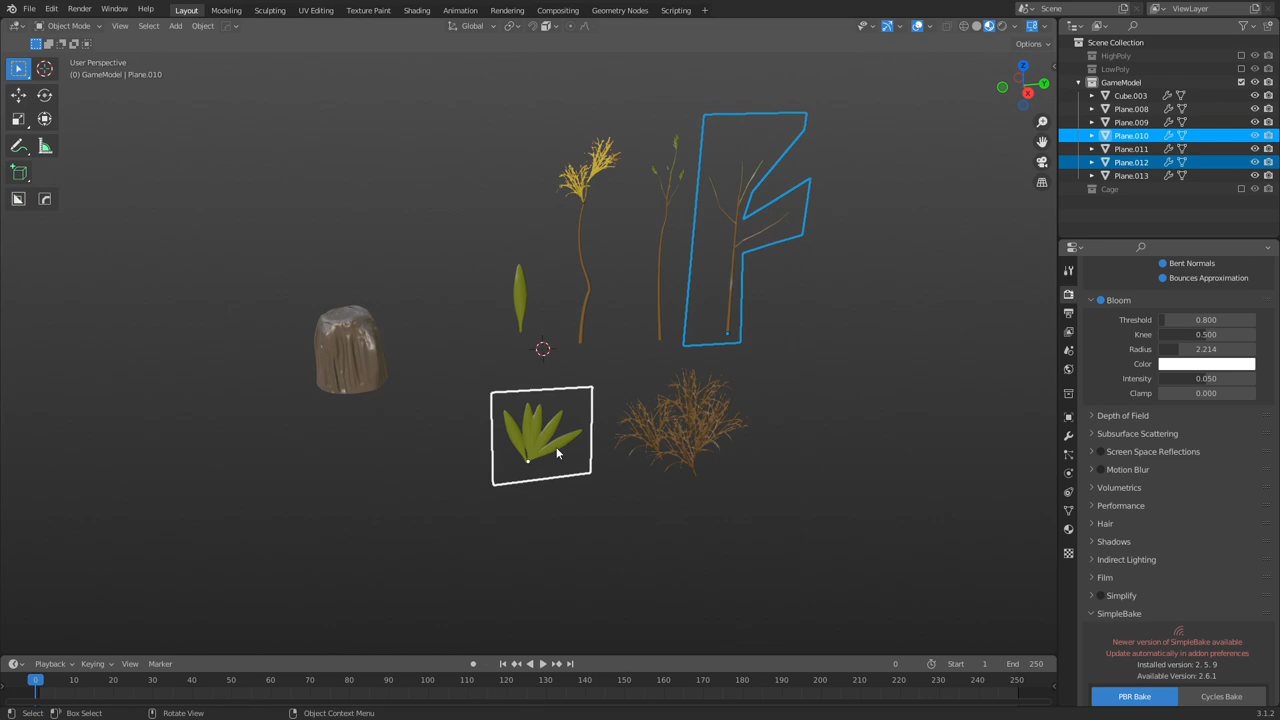 File Edit Render Window Help Layout Modeling Sculpting UV Editing Texture Paint Shading Animation Rendering Compositing Geometry Nodes Scripting + Scene ViewLayer
Object Mode View Select Add Object Global
Options
User Perspective
(0) GameModel | Plane.010
Z
Y
X
Scene Collection
HighPoly
LowPoly
GameModel
Cube.003
Plane.008
Plane.009
Plane.010
Plane.011
Plane.012
Plane.013
Cage
Bent Normals
Bounces Approximation
Bloom
Threshold 0.800
Knee 0.500
Radius 2.214
Color
Intensity 0.050
Clamp 0.000
Depth of Field
Subsurface Scattering
Screen Space Reflections
Motion Blur
Volumetrics
Performance
Hair
Shadows
Indirect Lighting
Film
Simplify
SimpleBake
Newer version of SimpleBake available
Update automatically in addon preferences
Installed version: 2. 5. 9
Available Version: 2.6.1
PBR Bake Cycles Bake
Playback Keying View Marker 0 Start 1 End 250
0 10 20 30 40 50 60 70 80 90 100 110 120 130 140 150 160 170 180 190 200 210 220 230 240 250
Select Box Select Rotate View Object Context Menu 3.1.2